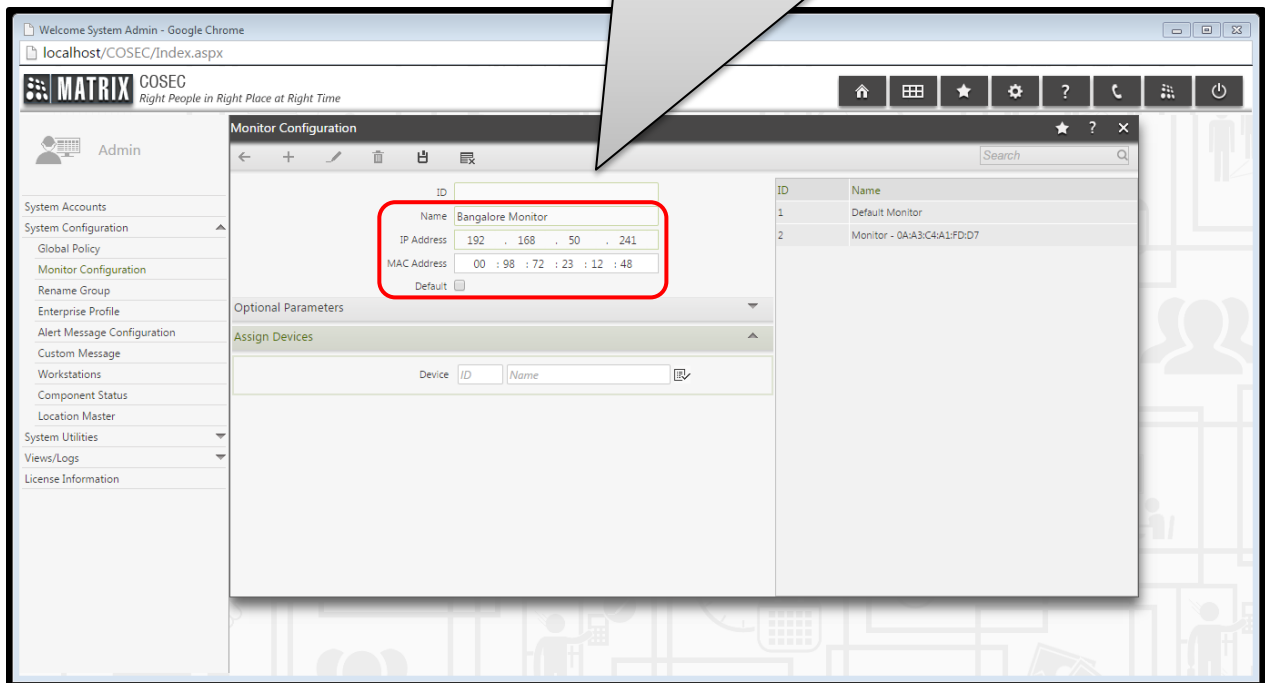 Welcome System Admin - Google Chrome
localhost/COSEC/Index.aspx
MATRIX COSEC
Right People in Right Place at Right Time
Admin
System Accounts
System Configuration
Global Policy
Monitor Configuration
Rename Group
Enterprise Profile
Alert Message Configuration
Custom Message
Workstations
Component Status
Location Master
System Utilities
Views/Logs
License Information
Monitor Configuration
? 
Search
ID
Name Bangalore Monitor
IP Address 192 . 168 . 50 . 241
MAC Address 00 : 98 : 72 : 23 : 12 : 48
Default
Optional Parameters
Assign Devices
Device ID Name
ID Name
1 Default Monitor
2 Monitor - 0A:A3:C4:A1:FD:D7